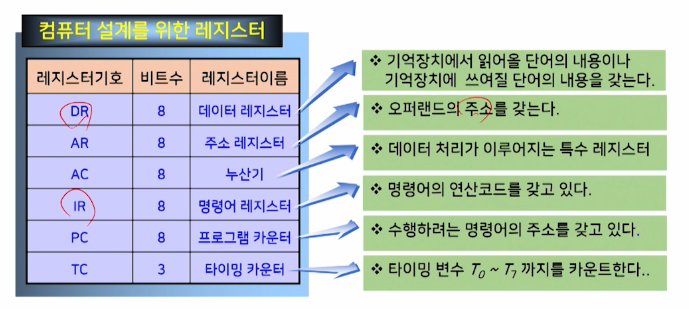 컴퓨터 설계를 위한 레지스터
레지스터기호 비트수 레지스터이름
DR 8 데이터 레지스터
AR 8 주소 레지스터
AC 8 누산기
IR 8 명령어 레지스터
PC 8 프로그램 카운터
TC 3 타이밍 카운터
❖ 기억장치에서 읽어올 단어의 내용이나
기억장치에 쓰여질 단어의 내용을 갖는다.
❖ 오퍼랜드의 주소를 갖는다.
❖ 데이터 처리가 이루어지는 특수 레지스터
❖ 명령어의 연산코드를 갖고 있다.
❖ 수행하려는 명령어의 주소를 갖고 있다.
❖ 타이밍 변수 T0 ~ T7 까지를 카운트한다..